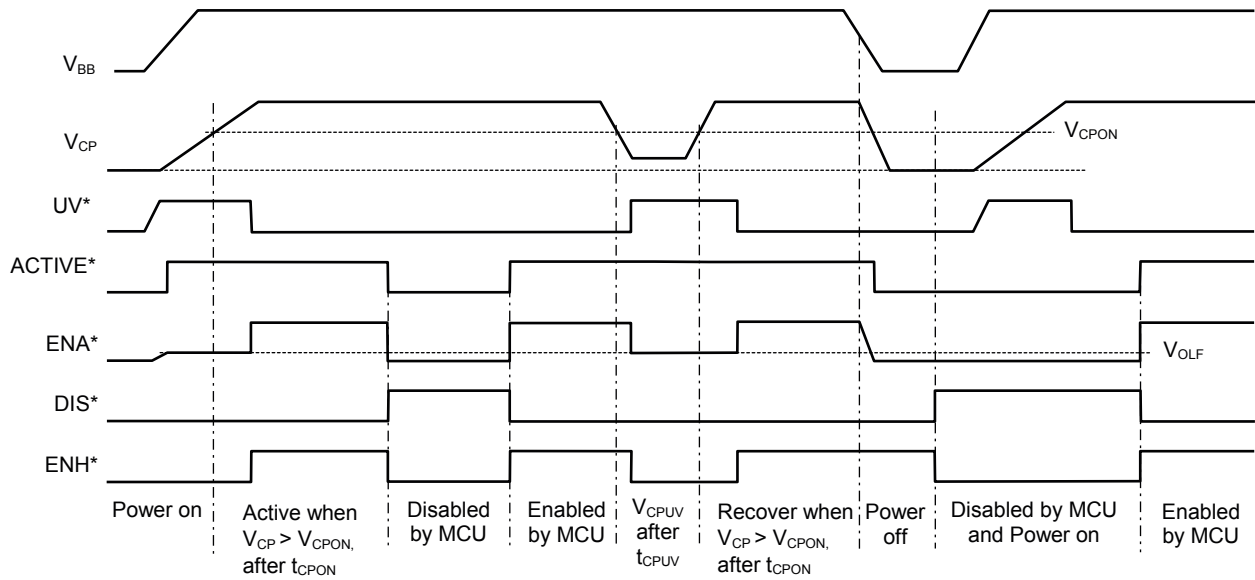 VBB
VCP
VCPON
UV*
ACTIVE*
ENA*
VOLF
DIS*
ENH*
Power on
Active when
VCP > VCPON,
after tCPON
Disabled
by MCU
Enabled
by MCU
VCPUV
after
tCPUV
Recover when
VCP > VCPON,
after tCPON
Power
off
Disabled by MCU
and Power on
Enabled
by MCU